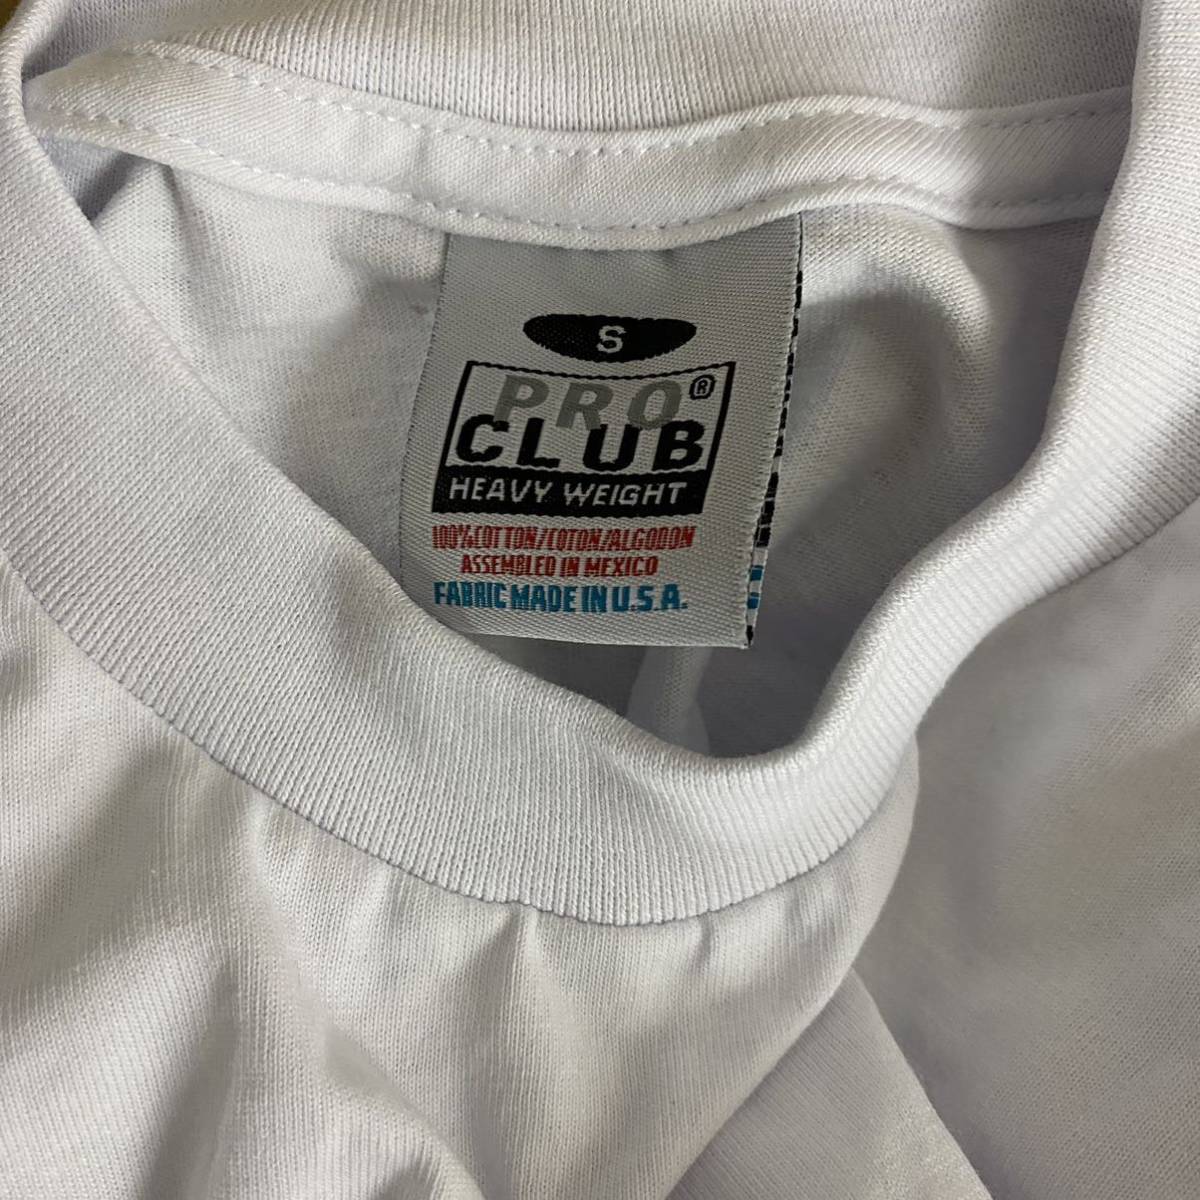 S
PRO®
CLUB
HEAVY WEIGHT
100%COTTON/COTON/ALGODON
ASSEMBLED IN MEXICO
FABRIC MADE IN U.S.A.